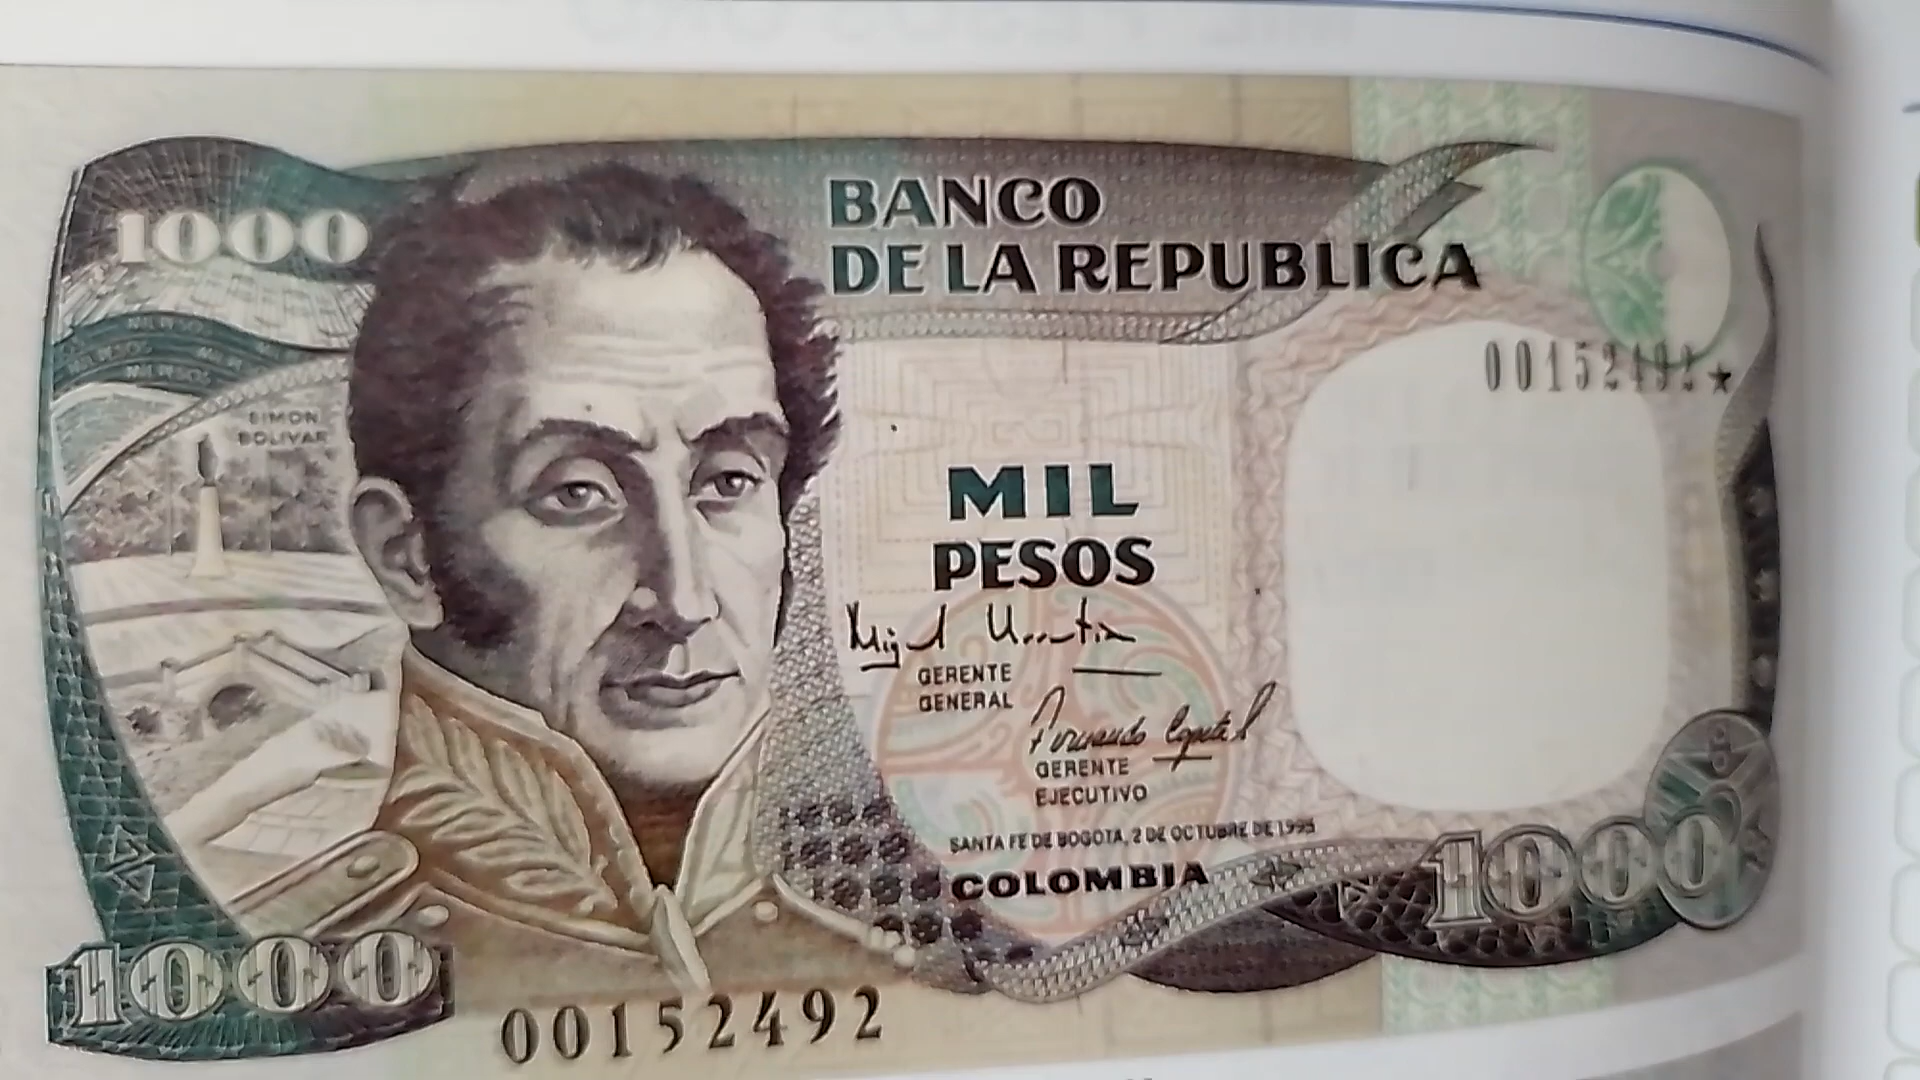 1000
BANCO
DE LA REPUBLICA
00152492★
SIMON
BOLIVAR
MIL
PESOS
GERENTE
GENERAL
GERENTE
EJECUTIVO
SANTA FE DE BOGOTA, 2 DE OCTUBRE DE 1995
COLOMBIA
1000
1000
00152492